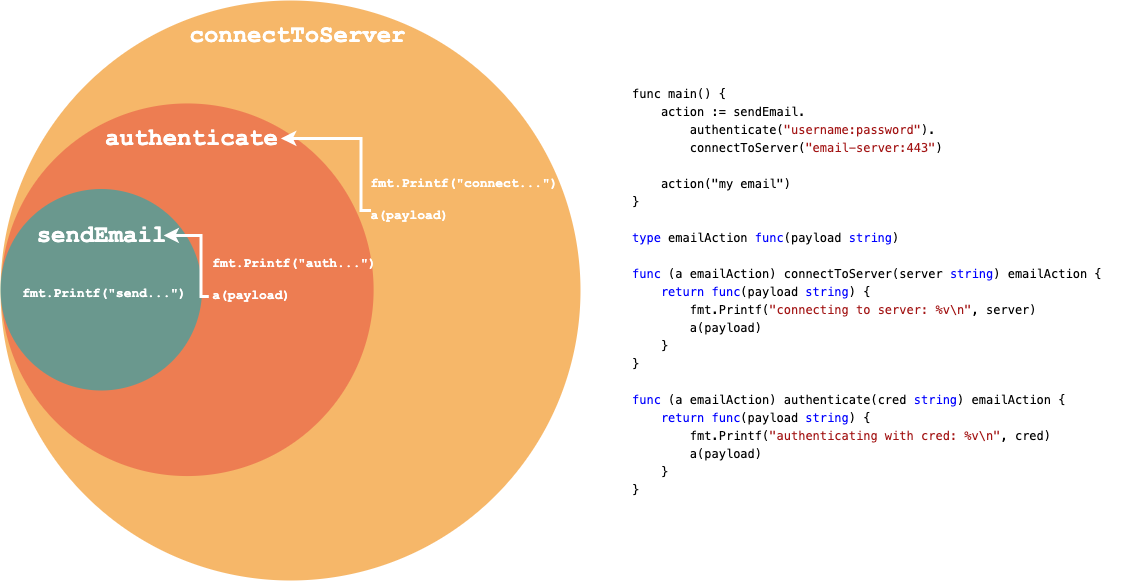 connectToServer
authenticate
fmt.Printf("connect...")
a(payload)
sendEmail
fmt.Printf("auth...")
fmt.Printf("send...")
a(payload)
func main() {
    action := sendEmail.
        authenticate("username:password").
        connectToServer("email-server:443")

    action("my email")
}

type emailAction func(payload string)

func (a emailAction) connectToServer(server string) emailAction {
    return func(payload string) {
        fmt.Printf("connecting to server: %v\n", server)
        a(payload)
    }
}

func (a emailAction) authenticate(cred string) emailAction {
    return func(payload string) {
        fmt.Printf("authenticating with cred: %v\n", cred)
        a(payload)
    }
}